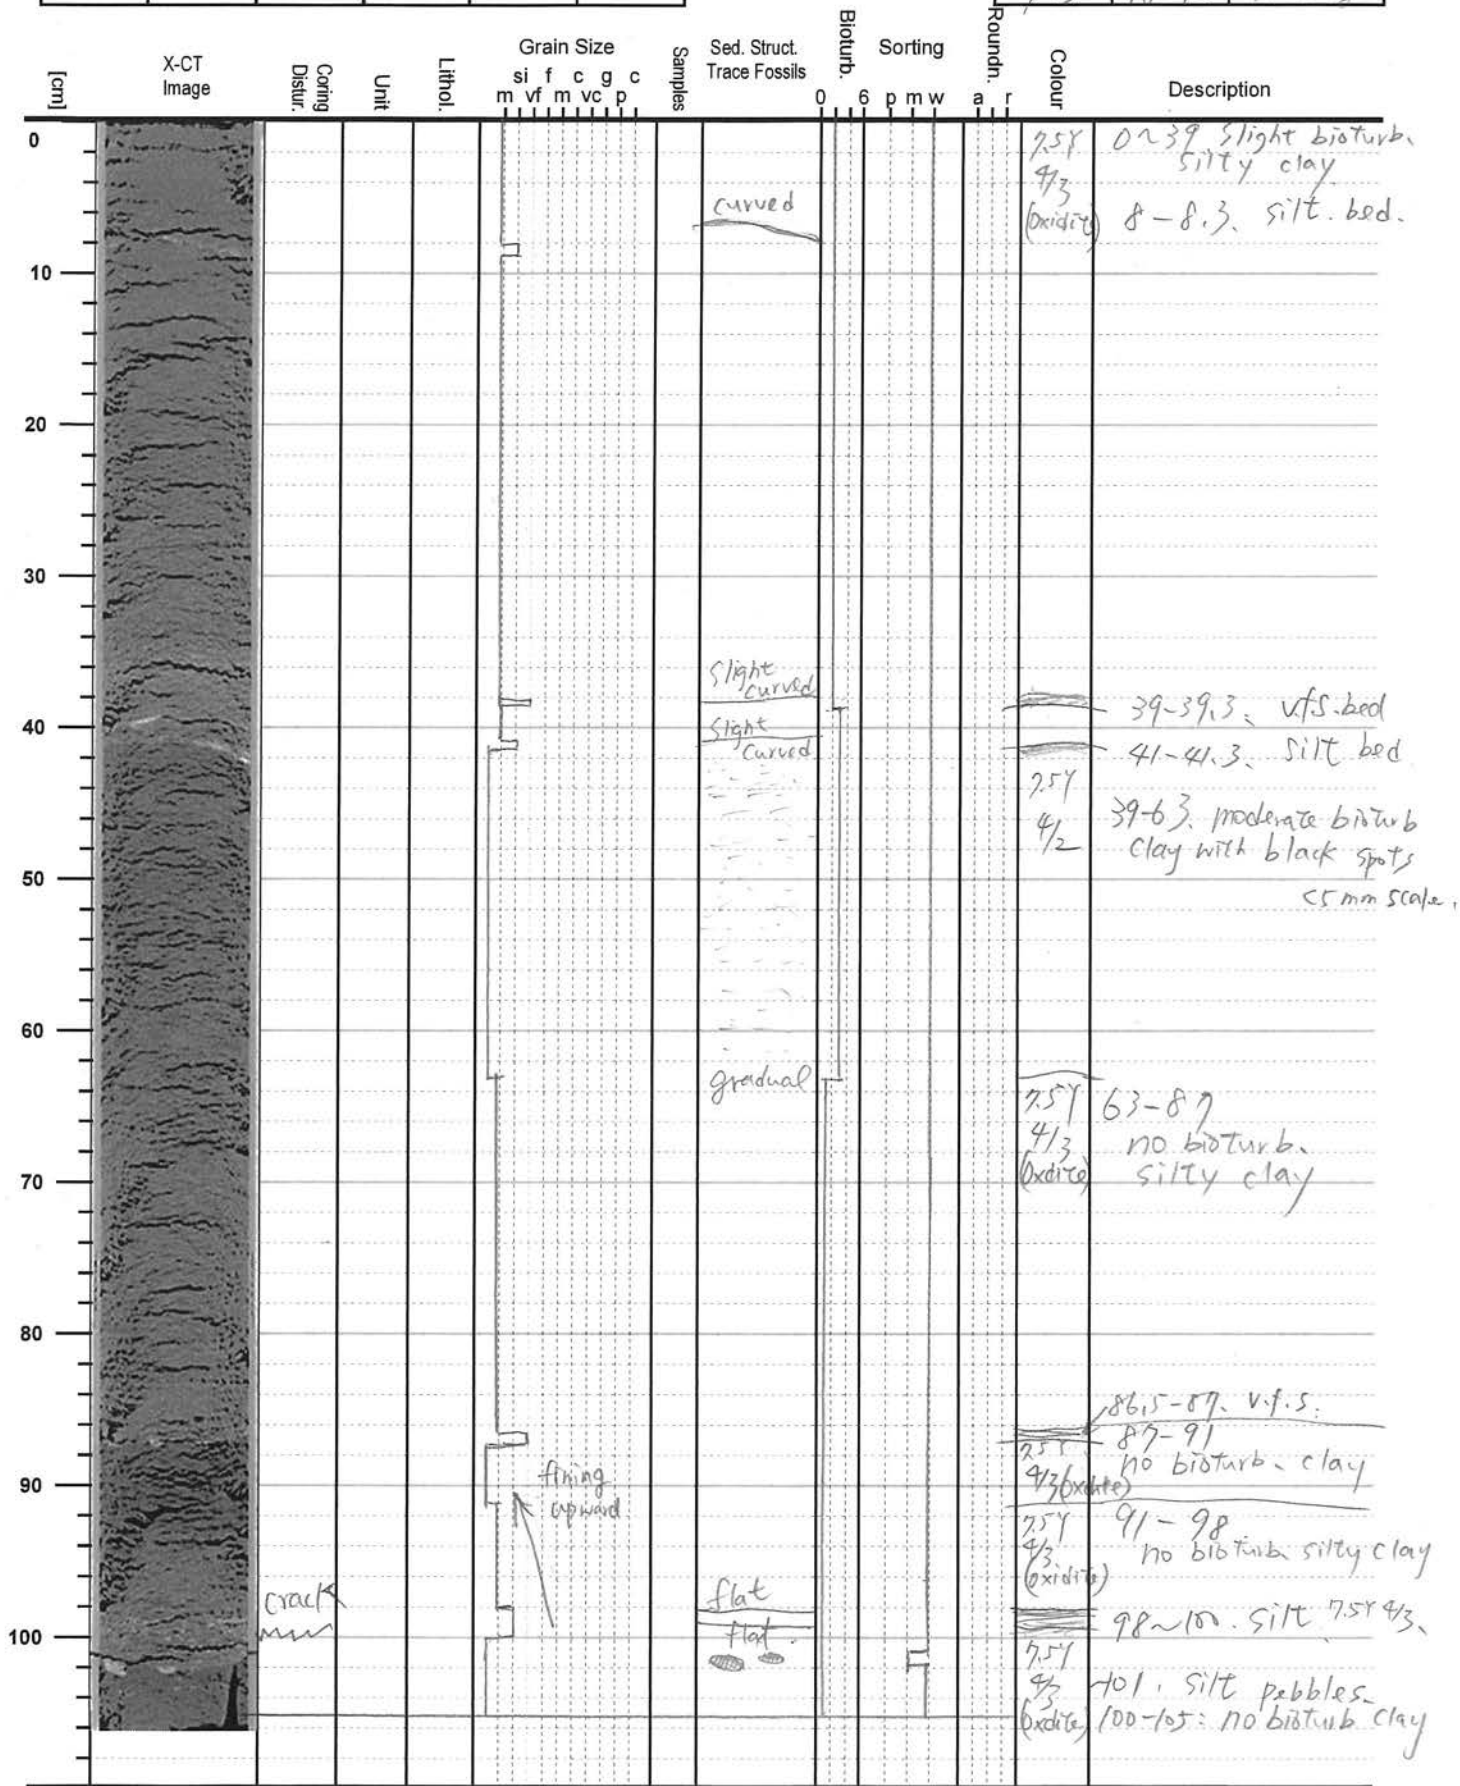 [cm]
X-CT
Image
Coring
Distur.
Unit
Lithol.
Grain Size
si f c g c
m vf m vc p
Samples
Sed. Struct.
Trace Fossils
Bioturb.
0 6
Sorting
p m w
Roundn.
a r
Colour
Description
0
7.5Y
4/3
(Oxidite)
0~39 slight bioturb.
silty clay
curved
8-8.3. silt. bed.
10
20
30
slight
curved
39-39.3. v.f.s. bed
40
slight
curved
41-41.3. silt bed
7.5Y
4/2
39-63. moderate bioturb
clay with black spots
<5 mm scale.
50
60
gradual
7.5Y
4/3
(Oxdite)
63-87
no bioturb.
silty clay
70
80
86.5-87. v.f.s.
7.5Y
4/3 (Oxdite)
87-91
no bioturb. clay
90
fining
upward
7.5Y
4/3
(Oxidite)
91-98
no bioturb. silty clay
crack
flat
98~100. silt 7.5Y 4/3.
100
flat.
7.5Y
4/3
(Oxdite)
~101. silt pebbles.
100-105: no bioturb clay